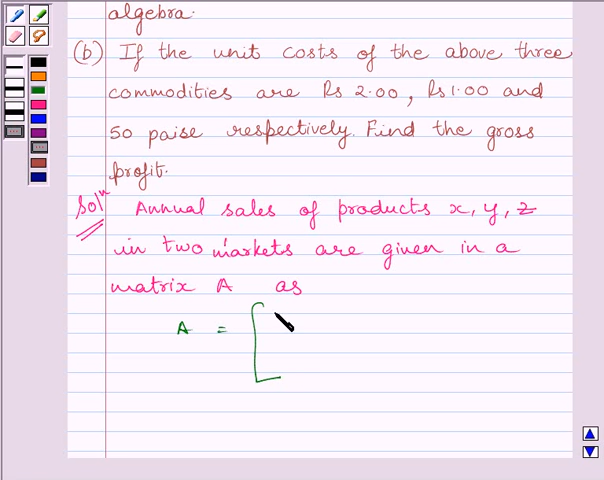 algebra.
(b) If the unit costs of the above three
commodities are Rs 2.00, Rs 1.00 and
50 paise respectively. Find the gross
profit.
Solⁿ Annual sales of products x, y, z
in two markets are given in a
matrix A as
A = [